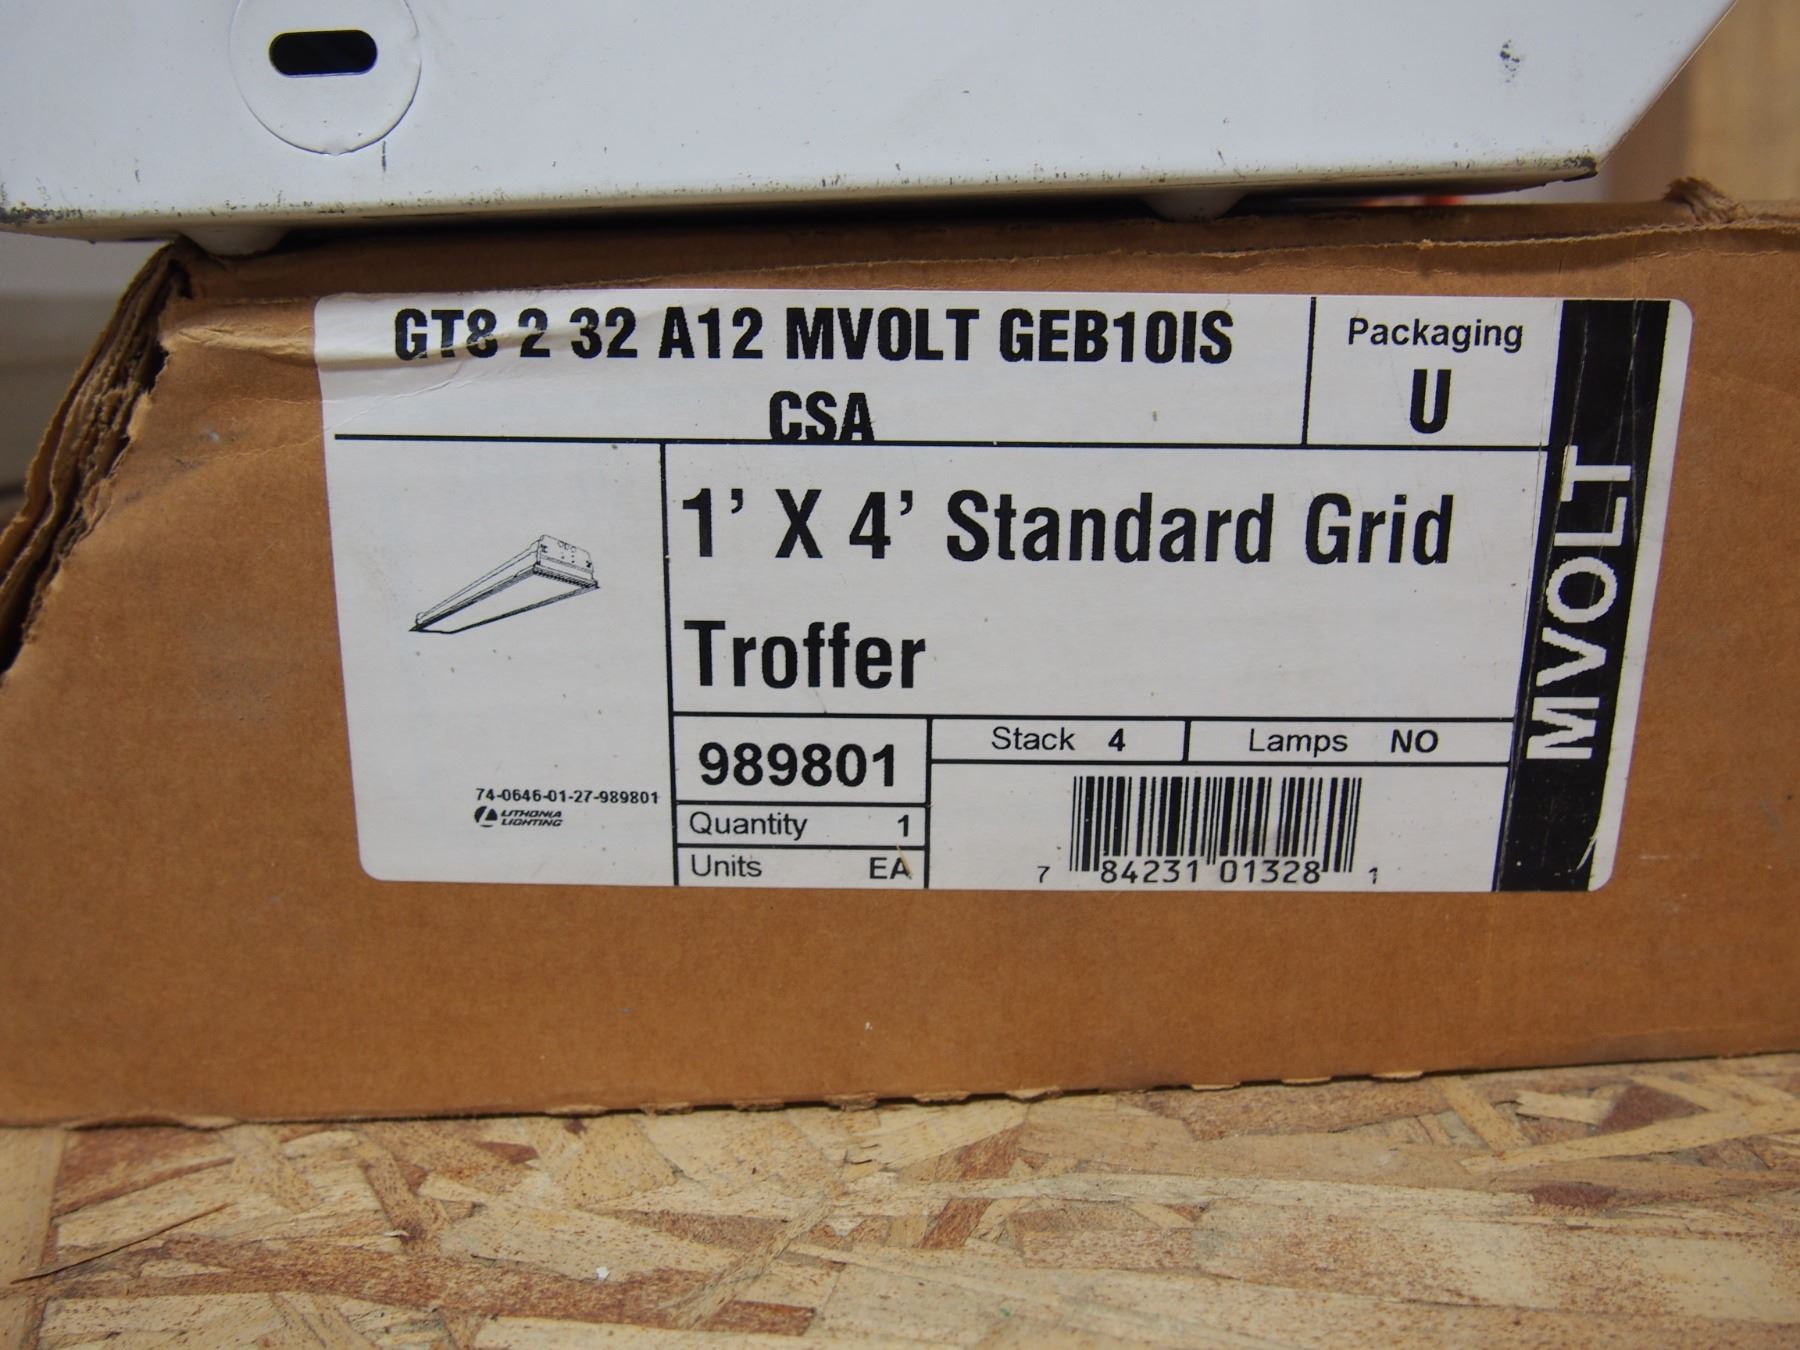 GT8 2 32 A12 MVOLT GEB10IS
CSA
Packaging
U
MVOLT
1' X 4' Standard Grid
Troffer
989801
Stack 4
Lamps NO
Quantity 1
Units EA
74-0646-01-27-989801
LITHONIA
LIGHTING
7 84231 01328 1